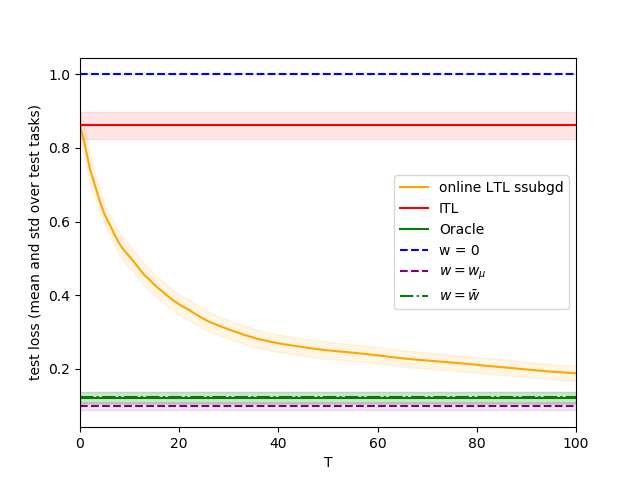 1.0
0.8
0.6
0.4
0.2
0
20
40
60
80
100
T
test loss (mean and std over test tasks)
online LTL ssubgd
ITL
Oracle
w = 0
w = w_μ
w = w̄